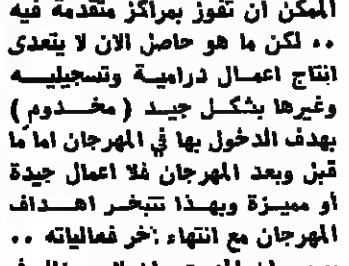 الممكن ان تفوز بمراكز متقدمة فيه
.. لكن ما هو حاصل الان لا يتعدى
انتاج اعمال درامية وتسجيليه
وغيرها بشكل جيد ( مخدوم )
بهدف الدخول بها في المهرجان اما ما
قبل وبعد المهرجان فلا اعمال جيدة
أو مميزة وبهذا تتبخر اهداف
المهرجان مع انتهاء آخر فعالياته ..